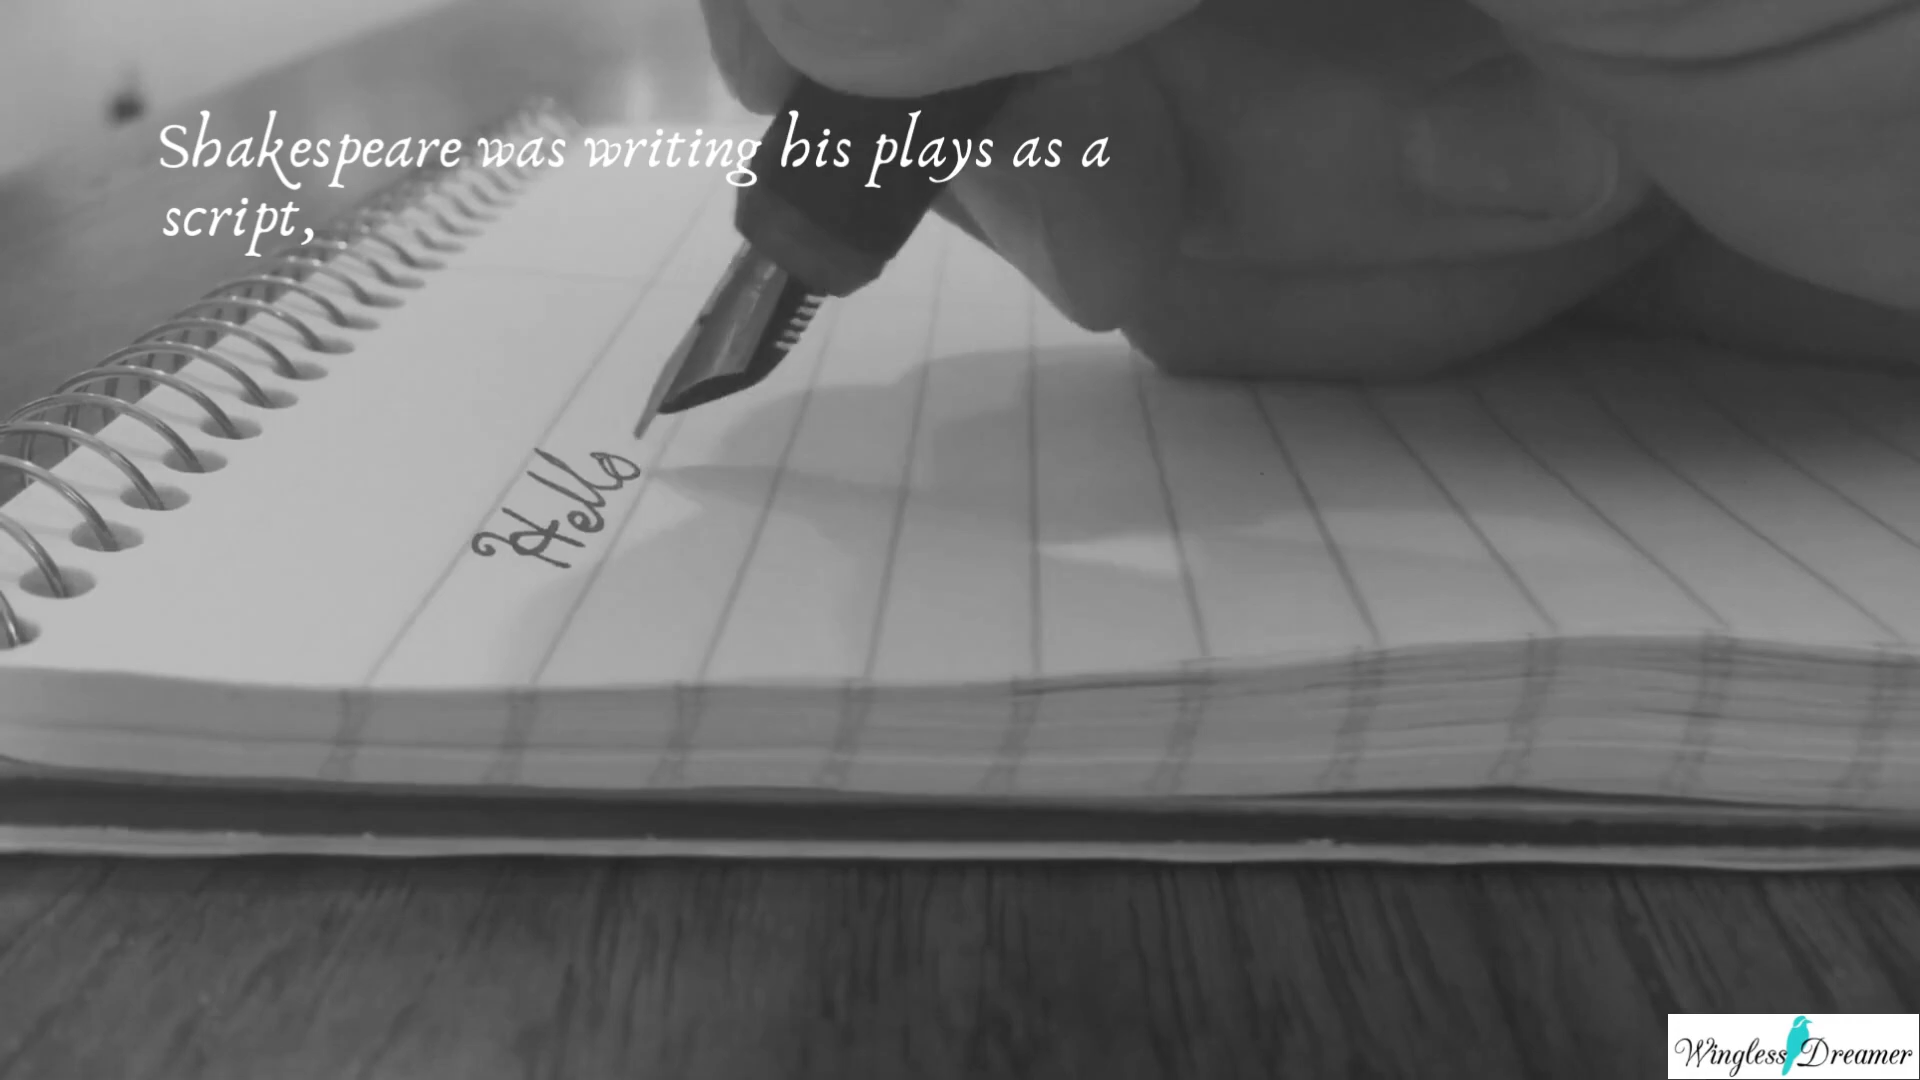 Shakespeare was writing his plays as a
script,
Hello
Wingless Dreamer